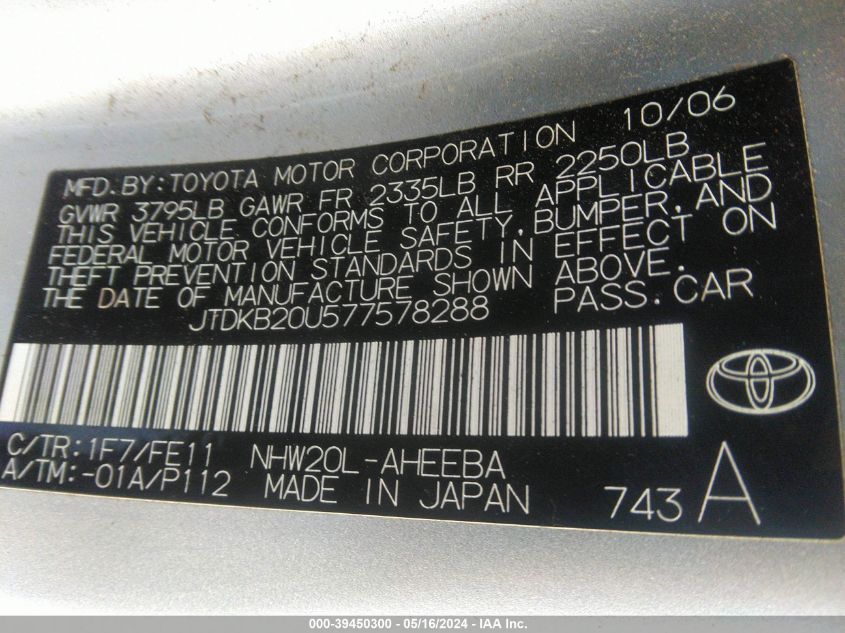 MFD. BY: TOYOTA MOTOR CORPORATION 10/06
GVWR 3795LB GAWR FR 2335LB RR 2250LB
THIS VEHICLE CONFORMS TO ALL APPLICABLE
FEDERAL MOTOR VEHICLE SAFETY, BUMPER, AND
THEFT PREVENTION STANDARDS IN EFFECT ON
THE DATE OF MANUFACTURE SHOWN ABOVE.
JTDKB20U577578288 PASS. CAR
C/TR: 1F7/FE11 NHW20L-AHEEBA
A/TM: -01A/P112 MADE IN JAPAN 743 A
000-39450300 - 05/16/2024 - IAA Inc.